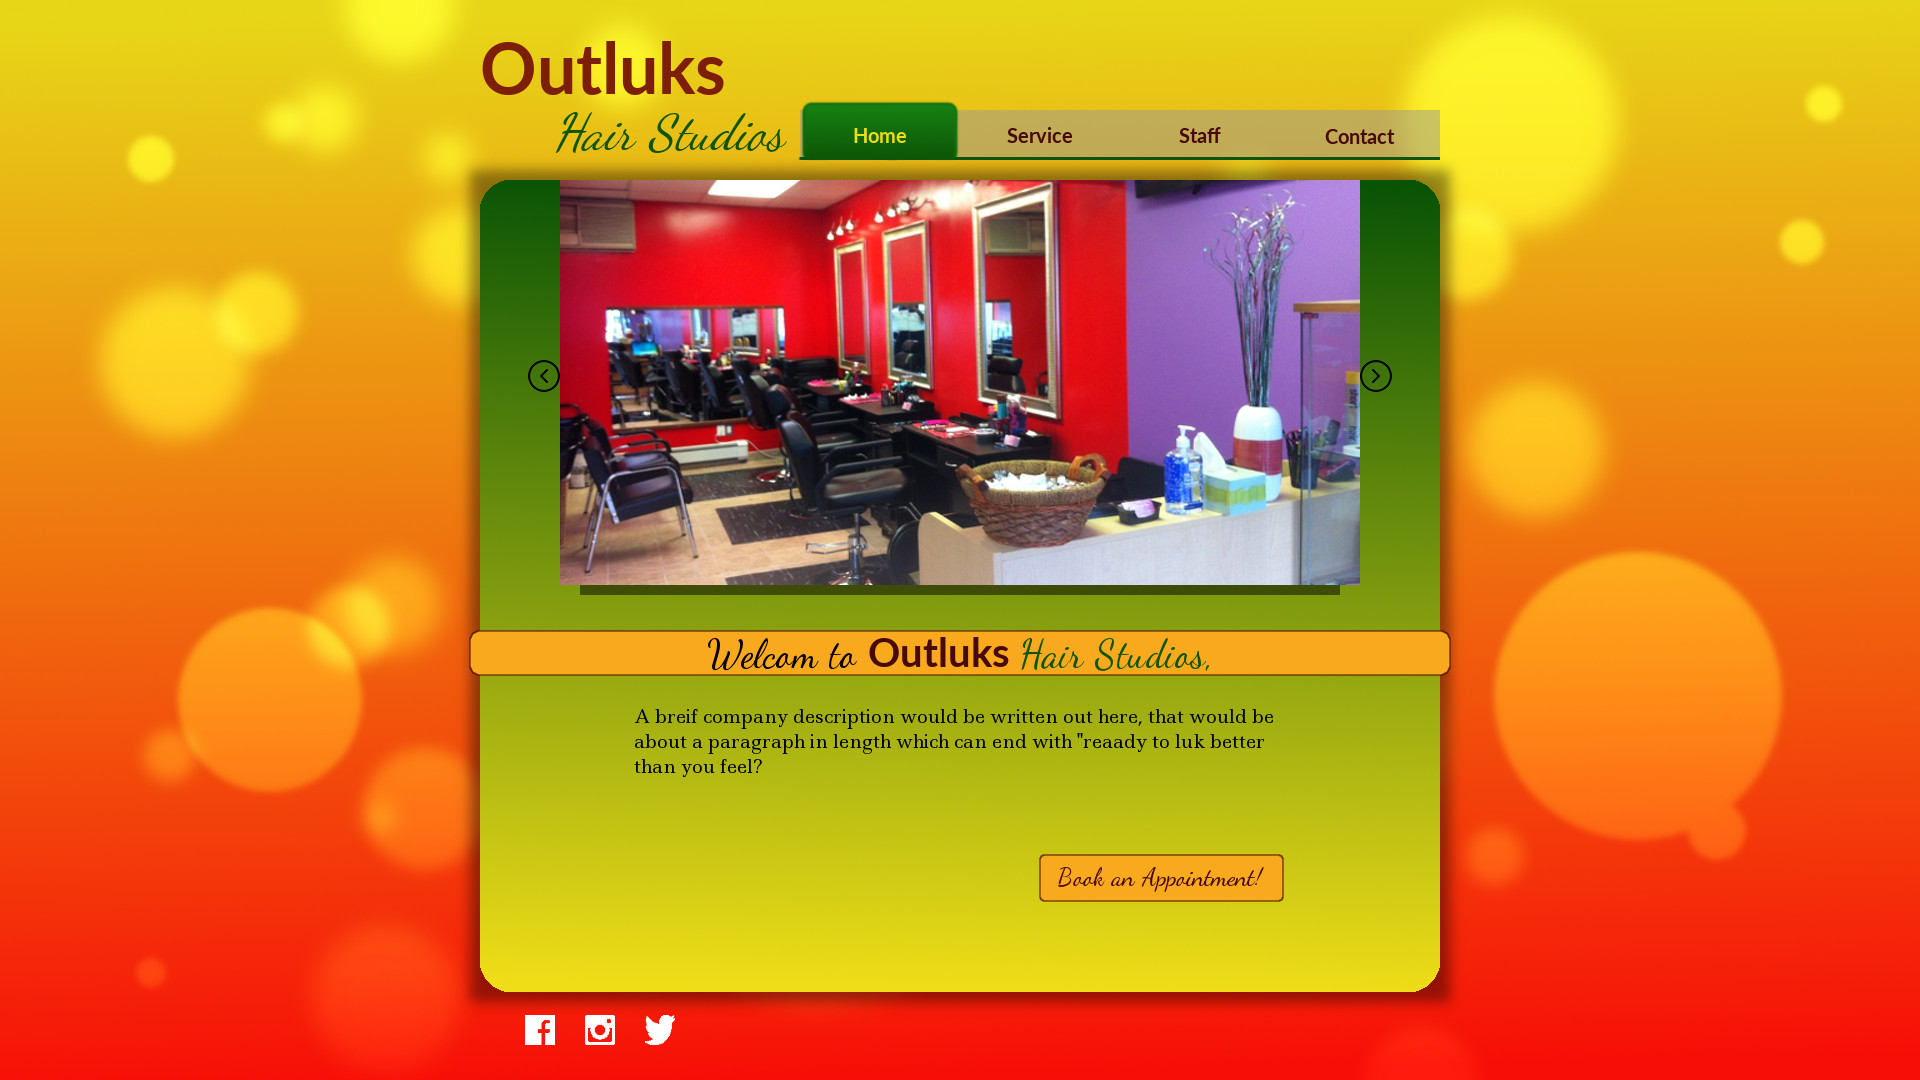 Outluks
Hair Studios
Home Service Staff Contact
Welcom to Outluks Hair Studios,
A breif company description would be written out here, that would be
about a paragraph in length which can end with "reaady to luk better
than you feel?
Book an Appointment!